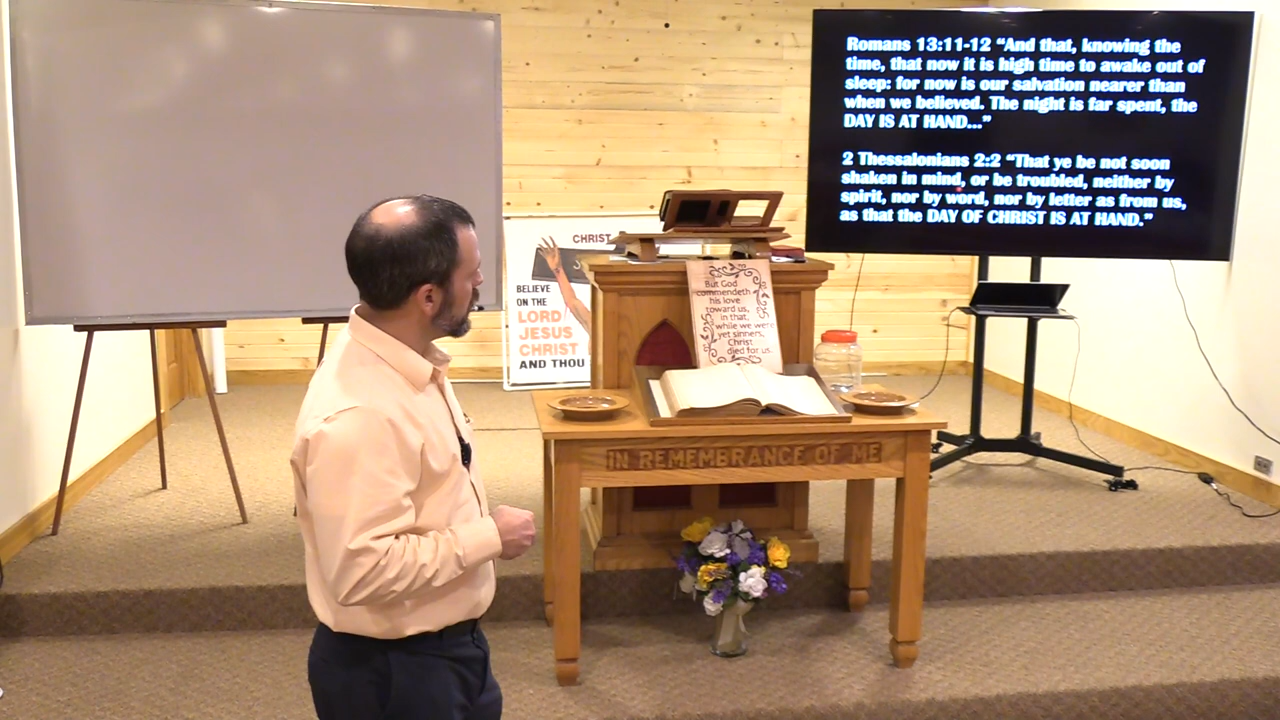 Romans 13:11-12 “And that, knowing the
time, that now it is high time to awake out of
sleep: for now is our salvation nearer than
when we believed. The night is far spent, the
DAY IS AT HAND...”
2 Thessalonians 2:2 “That ye be not soon
shaken in mind, or be troubled, neither by
spirit, nor by word, nor by letter as from us,
as that the DAY OF CHRIST IS AT HAND.”
CHRIST
BELIEVE
ON THE
LORD
JESUS
CHRIST
AND THOU
But God
commendeth
his love
toward us,
in that,
while we were
yet sinners,
Christ
died for us.
IN REMEMBRANCE OF ME